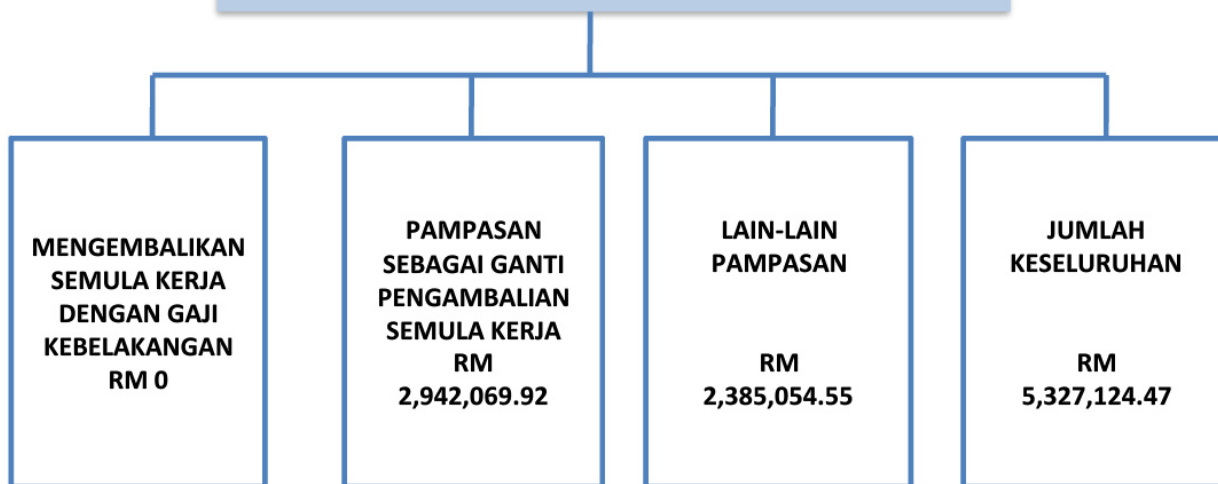 MENGEMBALIKAN
SEMULA KERJA
DENGAN GAJI
KEBELAKANGAN
RM 0
PAMPASAN
SEBAGAI GANTI
PENGAMBALIAN
SEMULA KERJA
RM
2,942,069.92
LAIN-LAIN
PAMPASAN
RM
2,385,054.55
JUMLAH
KESELURUHAN
RM
5,327,124.47